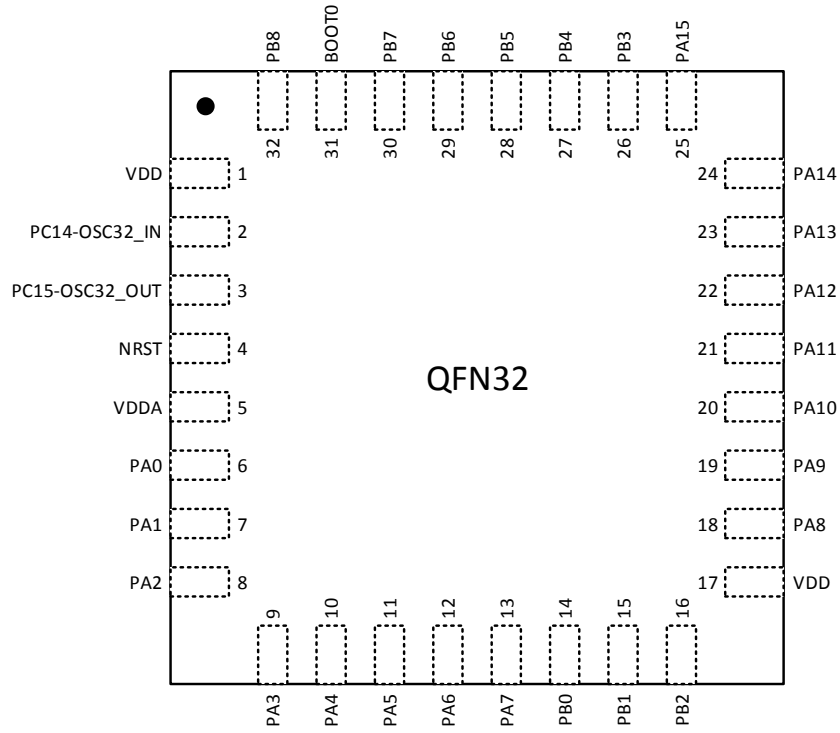 PB8
BOOT0
PB7
PB6
PB5
PB4
PB3
PA15
32
31
30
29
28
27
26
25
VDD 1
PC14-OSC32_IN 2
PC15-OSC32_OUT 3
NRST 4
VDDA 5
PA0 6
PA1 7
PA2 8
QFN32
24 PA14
23 PA13
22 PA12
21 PA11
20 PA10
19 PA9
18 PA8
17 VDD
9
10
11
12
13
14
15
16
PA3
PA4
PA5
PA6
PA7
PB0
PB1
PB2